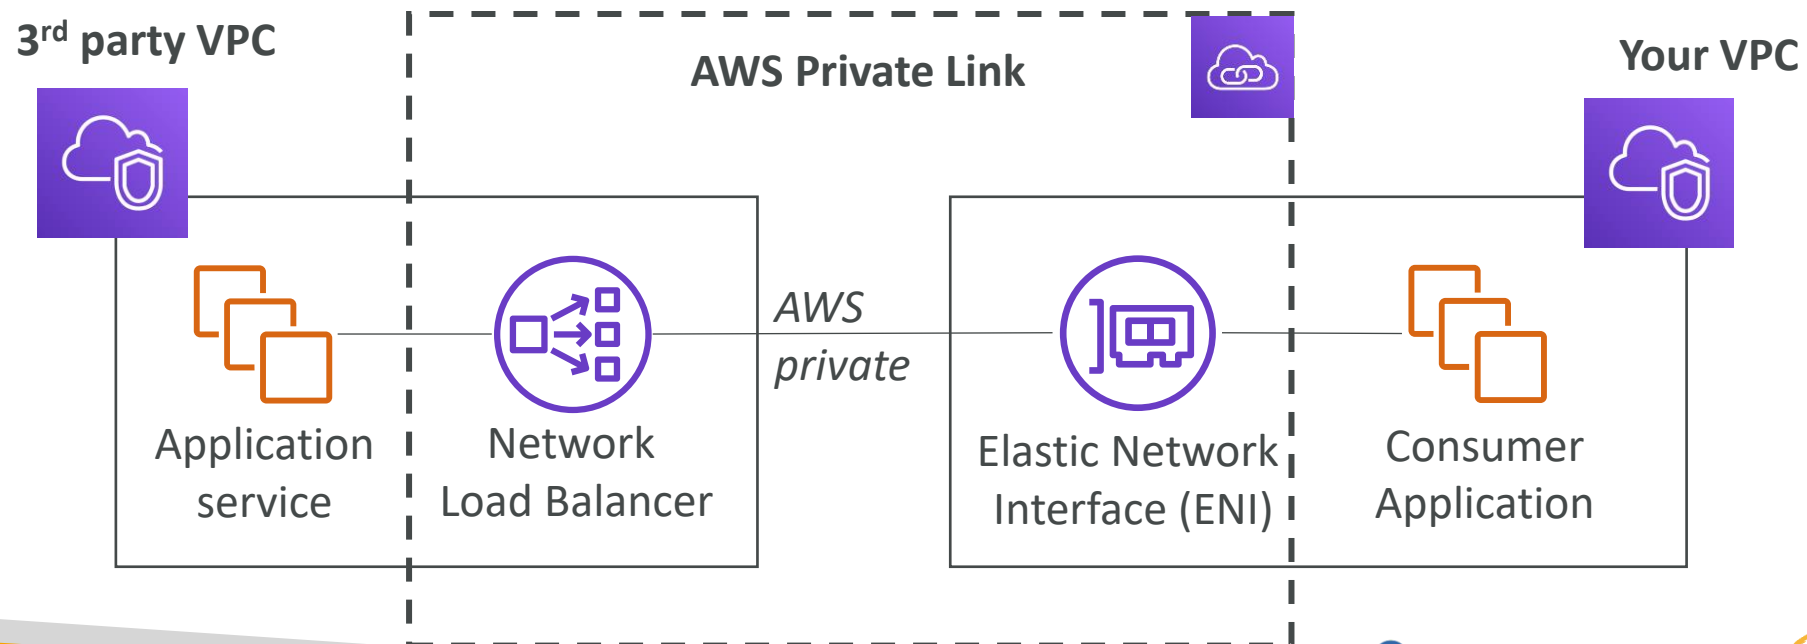 3rd party VPC
AWS Private Link
Your VPC
AWS
private
Application
service
Network
Load Balancer
Elastic Network
Interface (ENI)
Consumer
Application